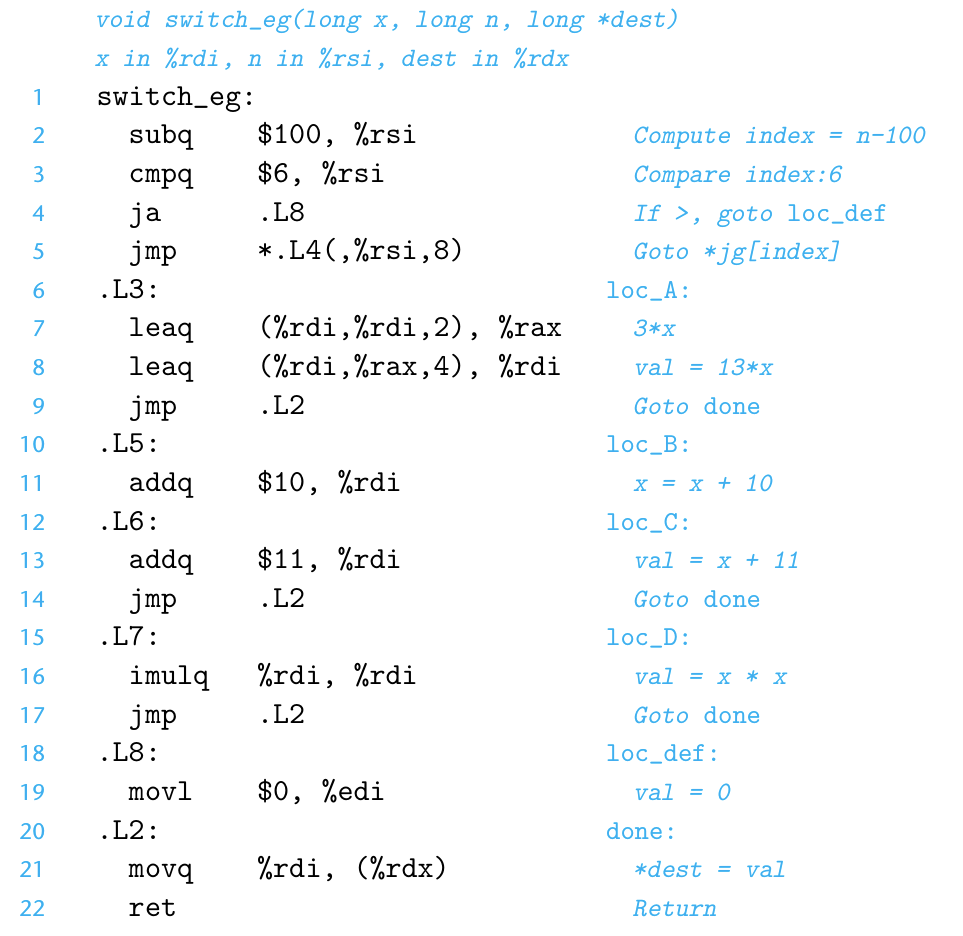 void switch_eg(long x, long n, long *dest)
x in %rdi, n in %rsi, dest in %rdx
1 switch_eg:
2 subq $100, %rsi Compute index = n-100
3 cmpq $6, %rsi Compare index:6
4 ja .L8 If >, goto loc_def
5 jmp *.L4(,%rsi,8) Goto *jg[index]
6 .L3: loc_A:
7 leaq (%rdi,%rdi,2), %rax 3*x
8 leaq (%rdi,%rax,4), %rdi val = 13*x
9 jmp .L2 Goto done
10 .L5: loc_B:
11 addq $10, %rdi x = x + 10
12 .L6: loc_C:
13 addq $11, %rdi val = x + 11
14 jmp .L2 Goto done
15 .L7: loc_D:
16 imulq %rdi, %rdi val = x * x
17 jmp .L2 Goto done
18 .L8: loc_def:
19 movl $0, %edi val = 0
20 .L2: done:
21 movq %rdi, (%rdx) *dest = val
22 ret Return